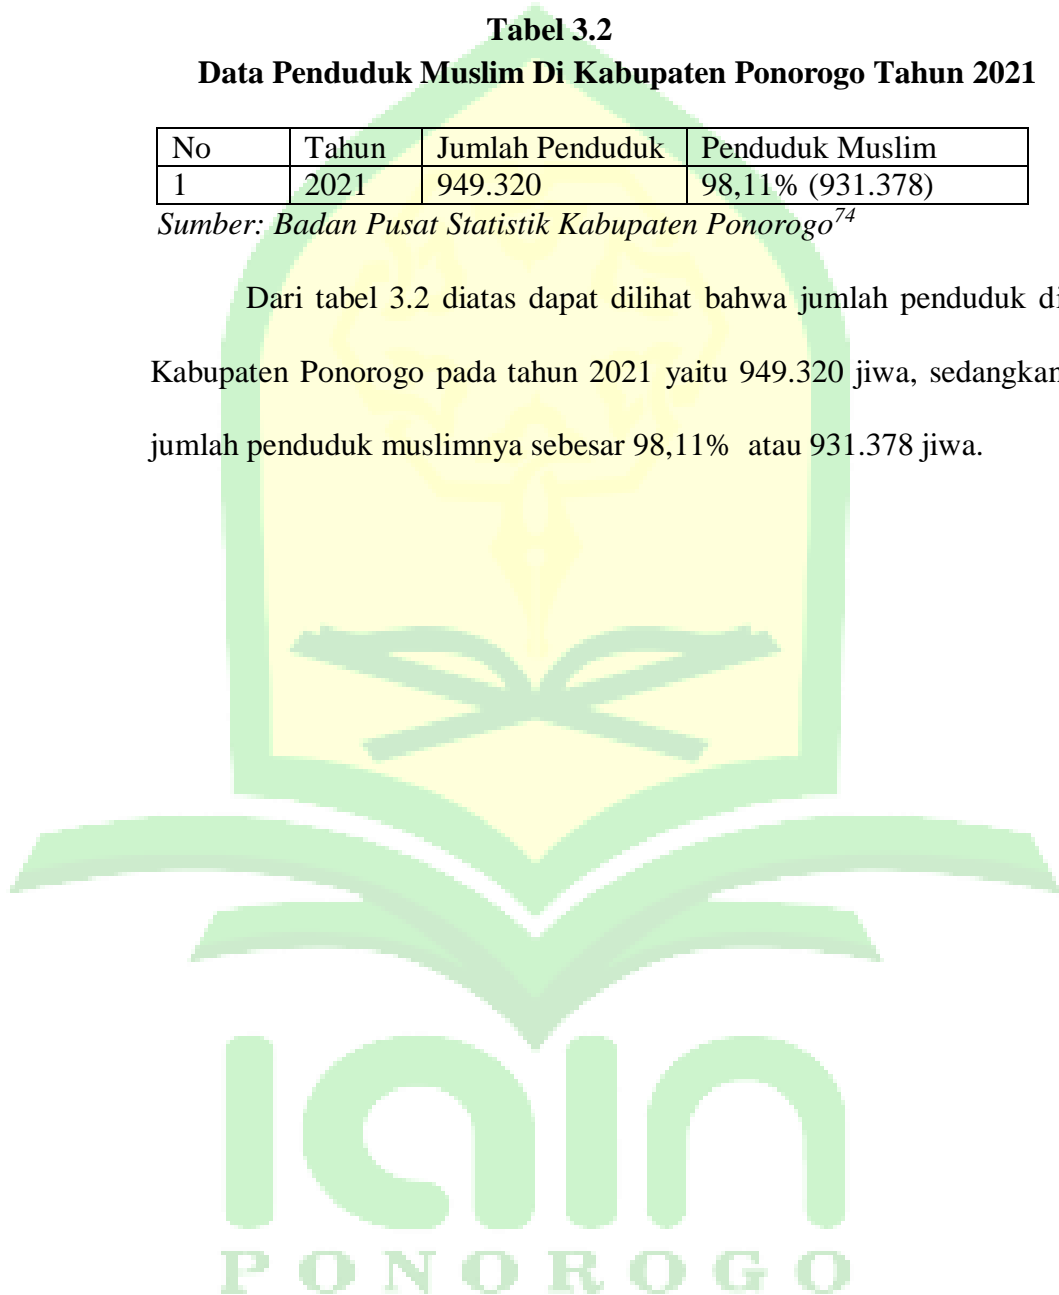 Tabel 3.2
Data Penduduk Muslim Di Kabupaten Ponorogo Tahun 2021
No Tahun Jumlah Penduduk Penduduk Muslim
1 2021 949.320 98,11% (931.378)
Sumber: Badan Pusat Statistik Kabupaten Ponorogo74
Dari tabel 3.2 diatas dapat dilihat bahwa jumlah penduduk di
Kabupaten Ponorogo pada tahun 2021 yaitu 949.320 jiwa, sedangkan
jumlah penduduk muslimnya sebesar 98,11% atau 931.378 jiwa.
iain
PONOROGO